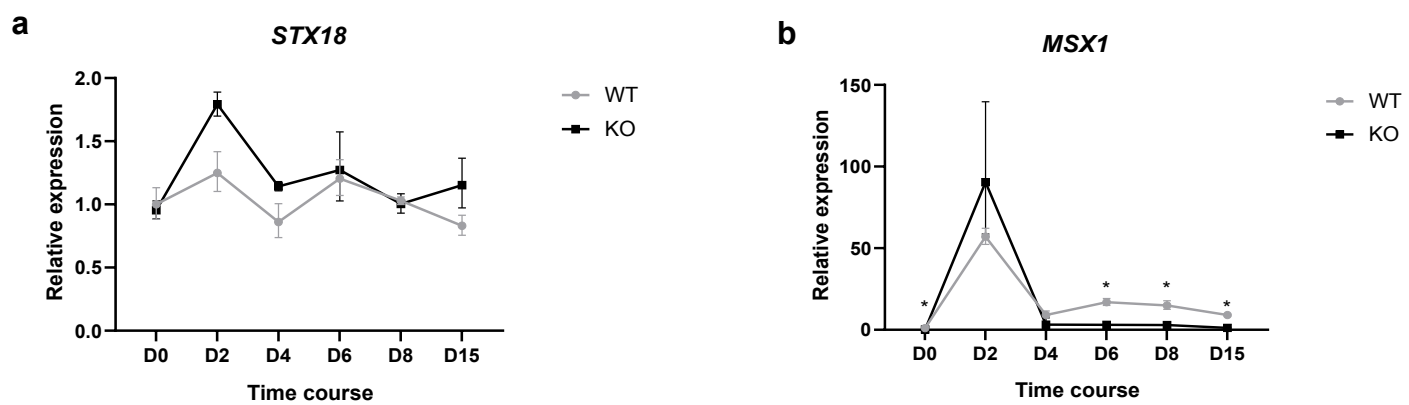 a
STX18
Relative expression
2.0
1.5
1.0
0.5
0.0
D0 D2 D4 D6 D8 D15
Time course
WT
KO
b
MSX1
Relative expression
150
100
50
0
* * * *
D0 D2 D4 D6 D8 D15
Time course
WT
KO